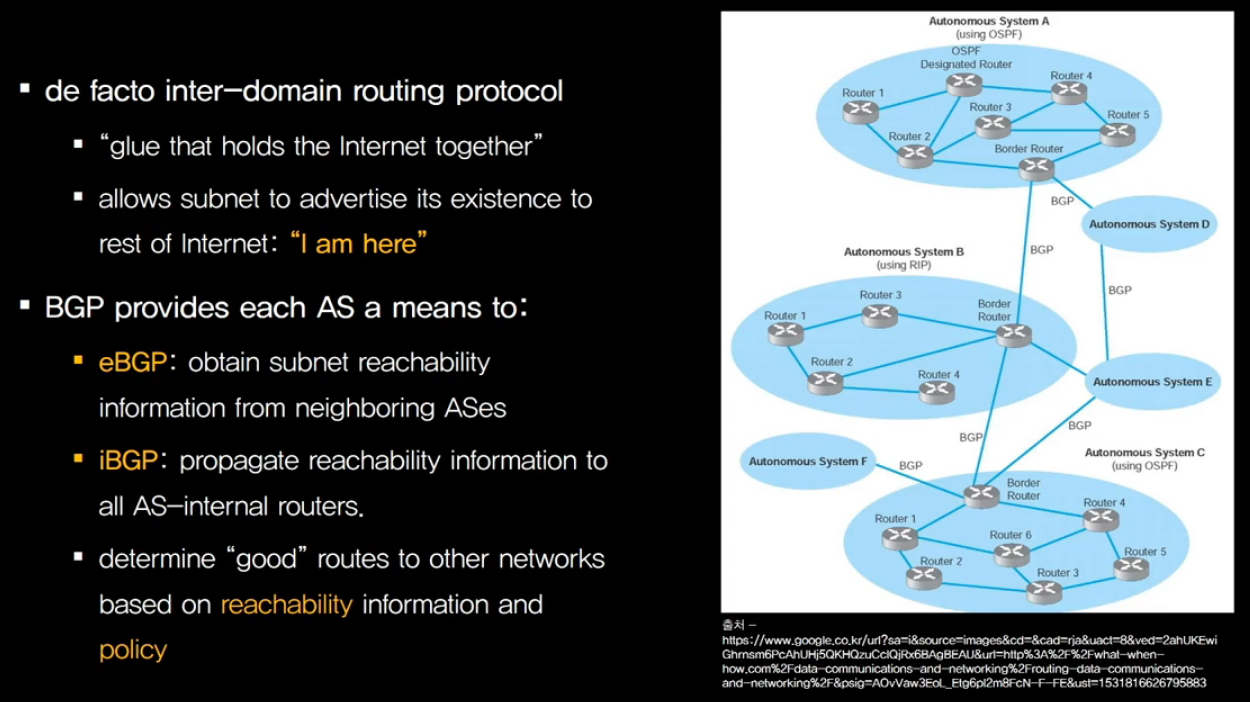 ▪ de facto inter-domain routing protocol
▪ “glue that holds the Internet together”
▪ allows subnet to advertise its existence to
rest of Internet: “I am here”
▪ BGP provides each AS a means to:
▪ eBGP: obtain subnet reachability
information from neighboring ASes
▪ iBGP: propagate reachability information to
all AS-internal routers.
▪ determine “good” routes to other networks
based on reachability information and
policy
Autonomous System A
(using OSPF)
OSPF
Designated Router
Router 4
Router 1
Router 3
Router 5
Router 2
Border Router
BGP
Autonomous System D
BGP
Autonomous System B
(using RIP)
BGP
Router 3
Border
Router
Router 1
Router 2
Router 4
Autonomous System E
BGP
BGP
Autonomous System C
(using OSPF)
Autonomous System F
BGP
Border
Router
Router 4
Router 1
Router 6
Router 5
Router 2
Router 3
출처 -
https://www.google.co.kr/url?sa=i&source=images&cd=&cad=rja&uact=8&ved=2ahUKEwi
Ghrnsm6PcAhUHj5QKHQzuCcIQjRx6BAgBEAU&url=http%3A%2F%2Fwhat-when-
how.com%2Fdata-communications-and-networking%2Frouting-data-communications-
and-networking%2F&psig=AOvVaw3EoL_Etg6pl2m8FcN-F-FE&ust=1531816626795883